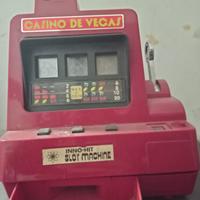 CASINO DE VEGAS
INNO-HIT
SLOT MACHINE